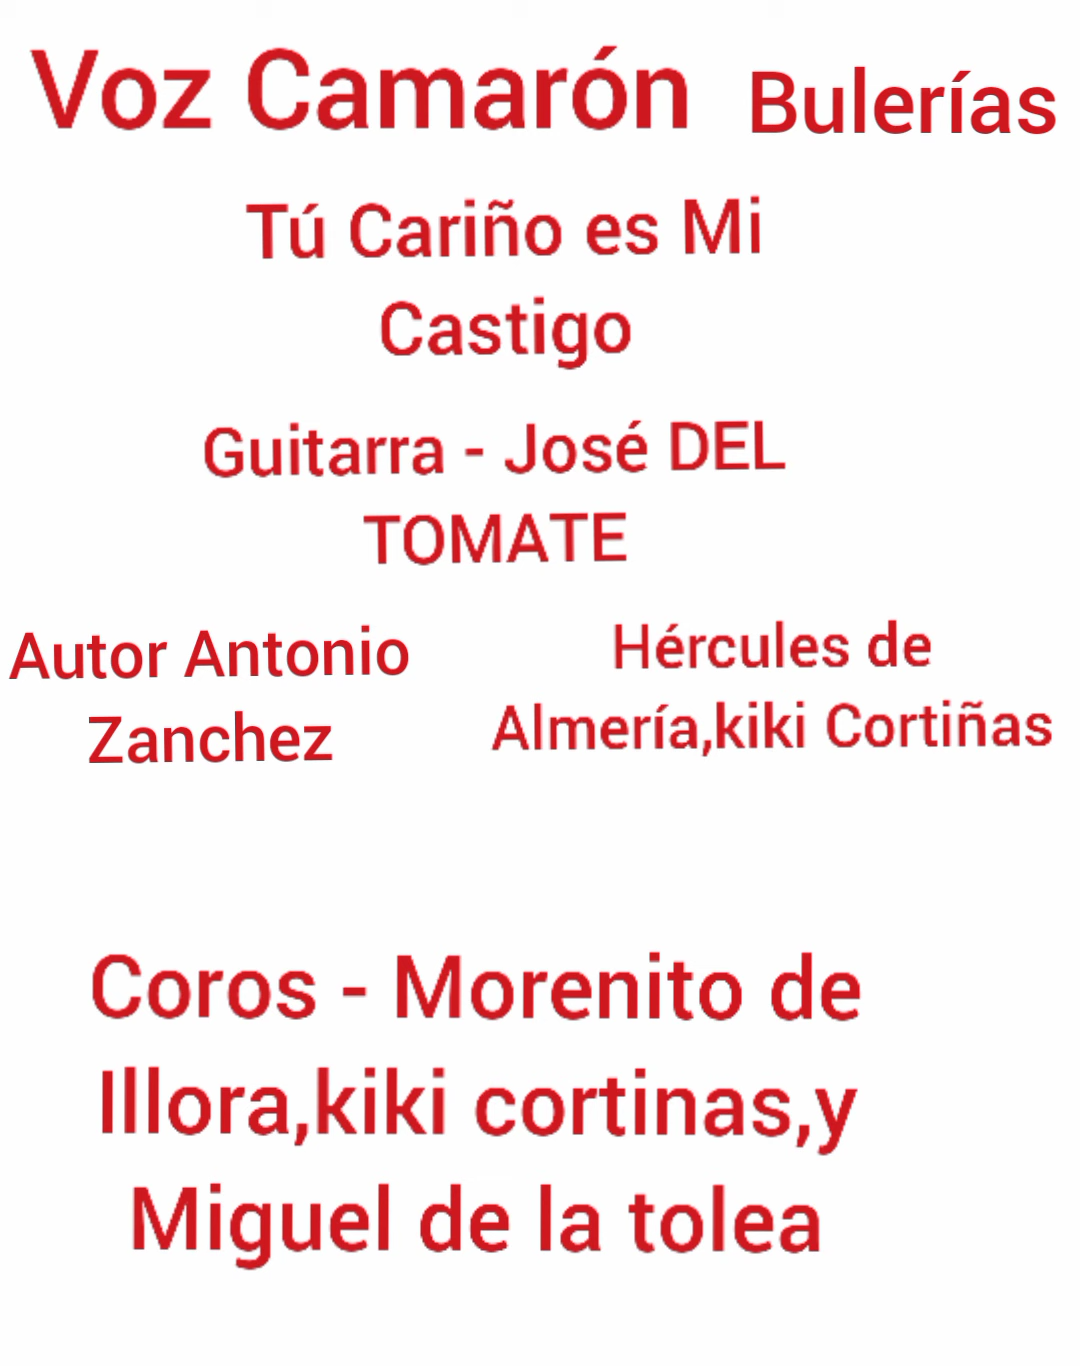 Voz Camarón Bulerías
Tú Cariño es Mi
Castigo
Guitarra - José DEL
TOMATE
Autor Antonio
Zanchez
Hércules de
Almería,kiki Cortiñas
Coros - Morenito de
Illora,kiki cortinas,y
Miguel de la tolea